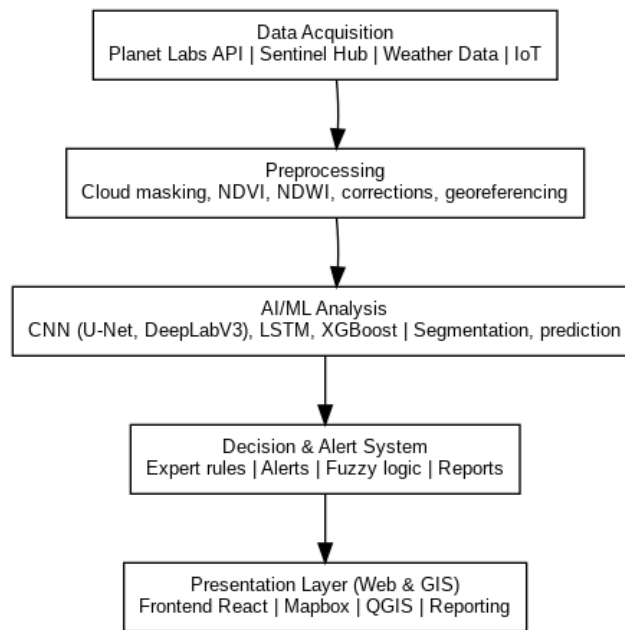 Data Acquisition
Planet Labs API | Sentinel Hub | Weather Data | IoT
Preprocessing
Cloud masking, NDVI, NDWI, corrections, georeferencing
AI/ML Analysis
CNN (U-Net, DeepLabV3), LSTM, XGBoost | Segmentation, prediction
Decision & Alert System
Expert rules | Alerts | Fuzzy logic | Reports
Presentation Layer (Web & GIS)
Frontend React | Mapbox | QGIS | Reporting